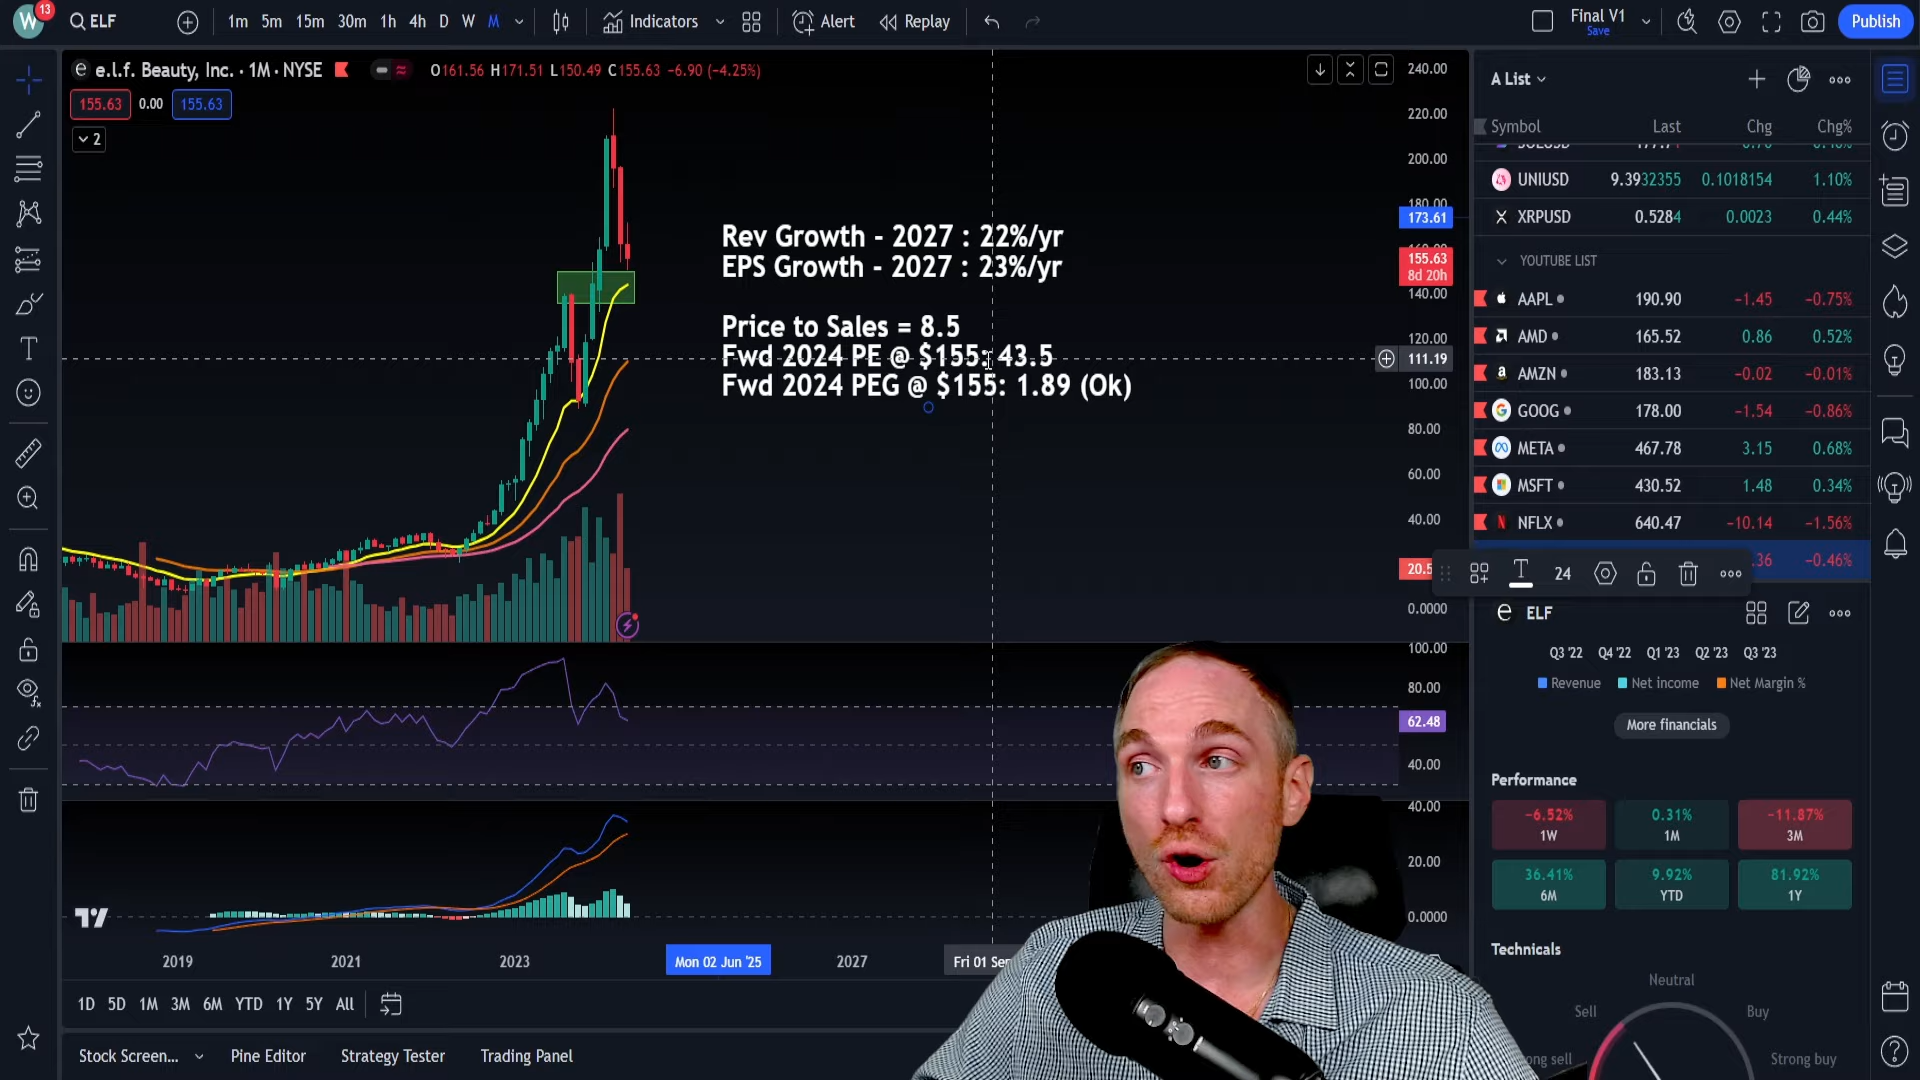 W 13 ELF 1m 5m 15m 30m 1h 4h D W M Indicators Alert Replay Final V1 Save Publish
e.l.f. Beauty, Inc. · 1M · NYSE O161.56 H171.51 L150.49 C155.63 −6.90 (−4.25%)
155.63 0.00 155.63
2
Rev Growth - 2027 : 22%/yr
EPS Growth - 2027 : 23%/yr
Price to Sales = 8.5
Fwd 2024 PE @ $155: 43.5
Fwd 2024 PEG @ $155: 1.89 (Ok)
240.00
220.00
200.00
180.00
173.61
160.00
155.63
8d 20h
140.00
120.00
111.19
100.00
80.00
60.00
40.00
0.0000
100.00
80.00
62.48
40.00
40.00
20.00
0.0000
2019 2021 2023 Mon 02 Jun '25 2027 Fri 01
1D 5D 1M 3M 6M YTD 1Y 5Y All
Stock Screen... Pine Editor Strategy Tester Trading Panel
A List
Symbol Last Chg Chg%
UNIUSD 9.3932355 0.1018154 1.10%
XRPUSD 0.5284 0.0023 0.44%
YOUTUBE LIST
AAPL 190.90 −1.45 −0.75%
AMD 165.52 0.86 0.52%
AMZN 183.13 −0.02 −0.01%
GOOG 178.00 −1.54 −0.86%
META 467.78 3.15 0.68%
MSFT 430.52 1.48 0.34%
NFLX 640.47 −10.14 −1.56%
.36 −0.46%
T 24
e ELF
Q3 '22 Q4 '22 Q1 '23 Q2 '23 Q3 '23
Revenue Net income Net Margin %
More financials
Performance
−6.52% 0.31% −11.87%
1W 1M 3M
36.41% 9.92% 81.92%
6M YTD 1Y
Technicals
Neutral
Sell Buy
sell Strong buy